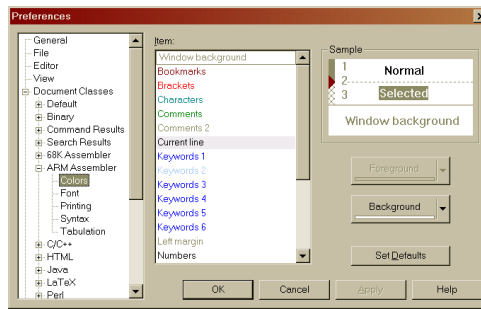 Preferences
General
File
Editor
View
Document Classes
Default
Binary
Command Results
Search Results
68K Assembler
ARM Assembler
Colors
Font
Printing
Syntax
Tabulation
C/C++
HTML
Java
LaTeX
Perl
Item:
Window background
Bookmarks
Brackets
Characters
Comments
Comments 2
Current line
Keywords 1
Keywords 2
Keywords 3
Keywords 4
Keywords 5
Keywords 6
Left margin
Numbers
Sample
1 Normal
2
3 Selected
Window background
Foreground
Background
Set Defaults
OK Cancel Apply Help